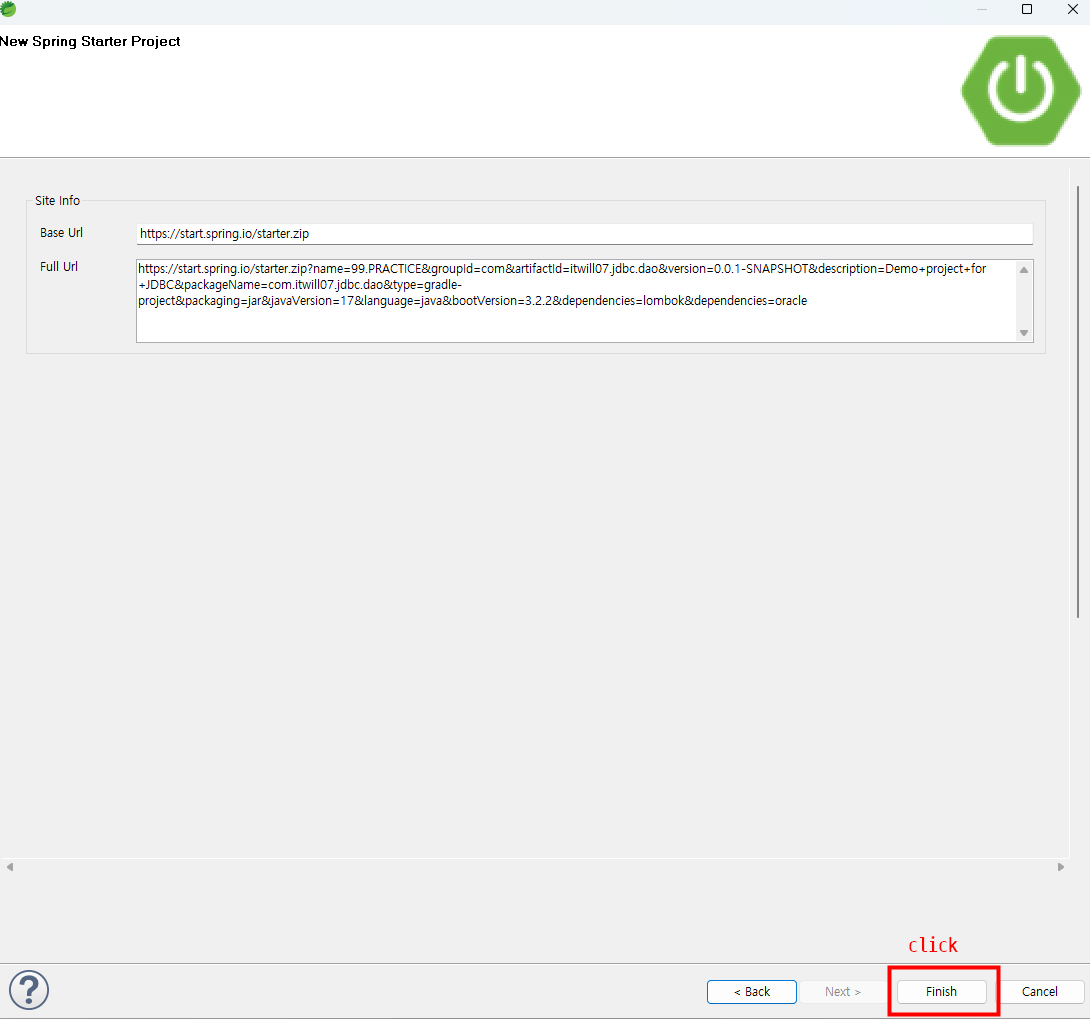 New Spring Starter Project
Site Info
Base Url
https://start.spring.io/starter.zip
Full Url
https://start.spring.io/starter.zip?name=99.PRACTICE&groupId=com&artifactId=itwill07.jdbc.dao&version=0.0.1-SNAPSHOT&description=Demo+project+for
+JDBC&packageName=com.itwill07.jdbc.dao&type=gradle-
project&packaging=jar&javaVersion=17&language=java&bootVersion=3.2.2&dependencies=lombok&dependencies=oracle
click
?
< Back
Next >
Finish
Cancel